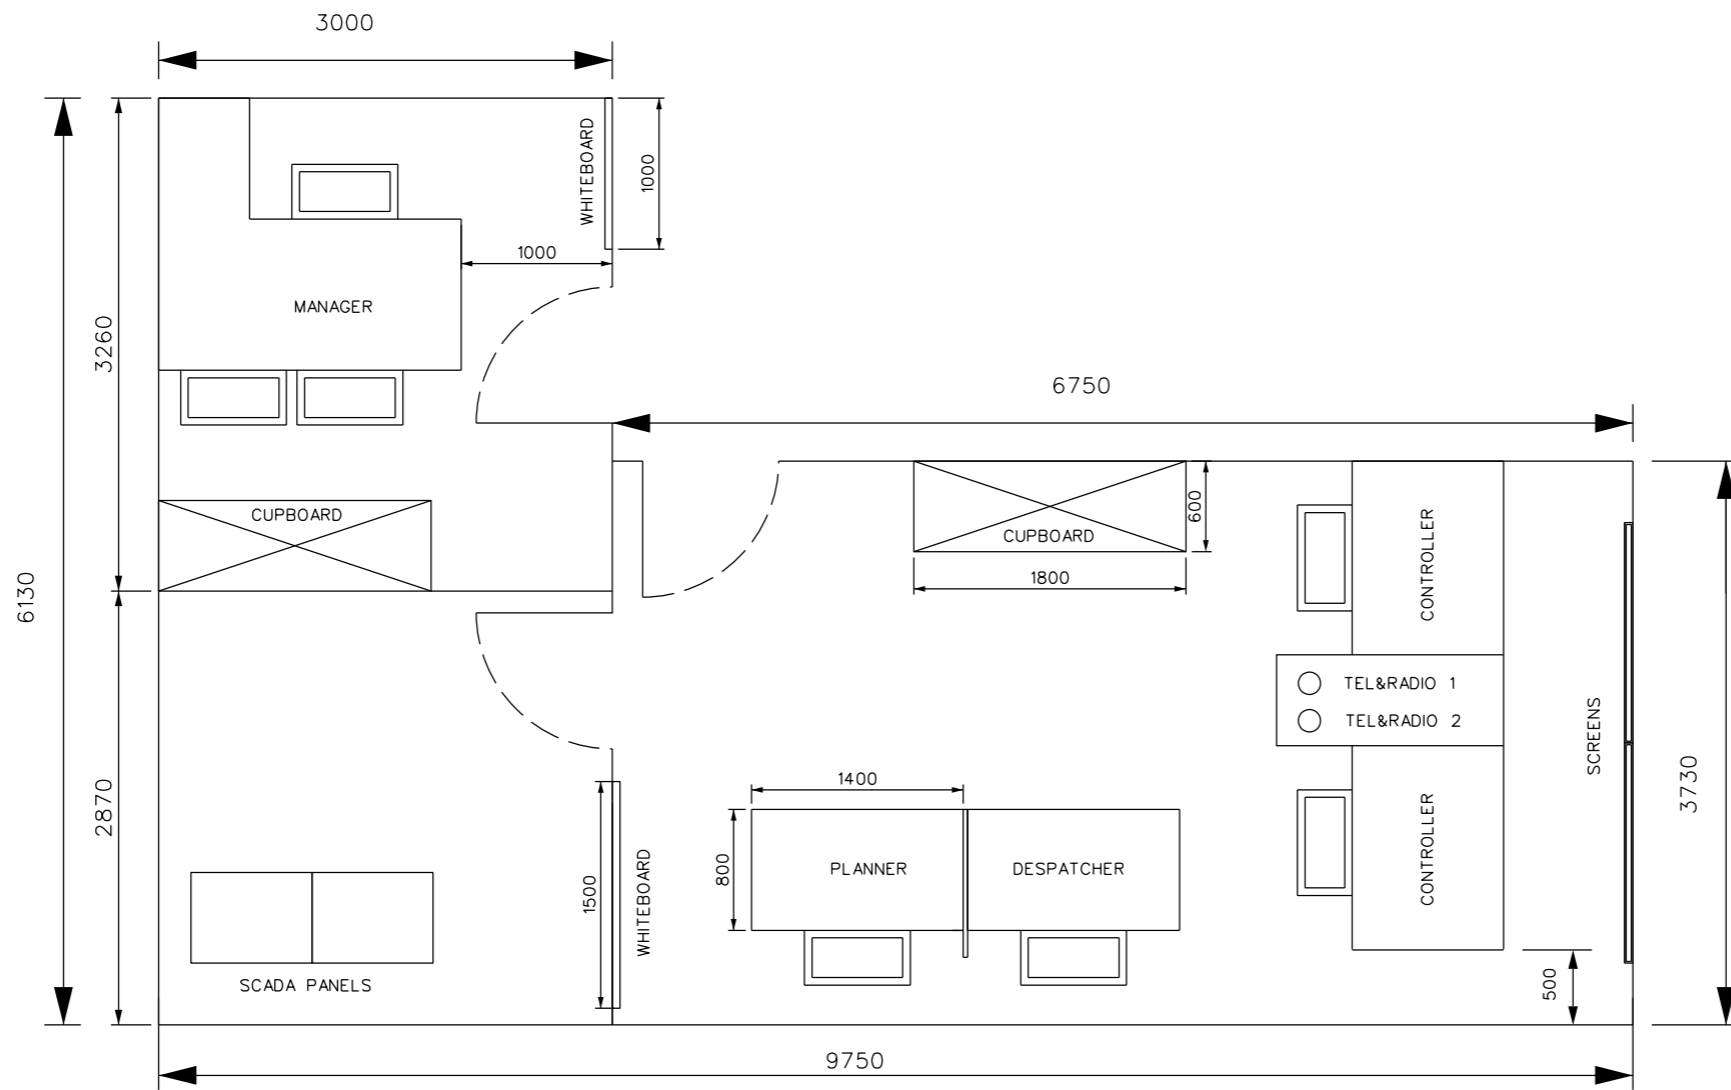 3000
WHITEBOARD
1000
1000
MANAGER
3260
6750
CUPBOARD
600
CUPBOARD
1800
CONTROLLER
6130
TEL&RADIO 1
TEL&RADIO 2
SCREENS
3730
2870
1400
800
PLANNER
DESPATCHER
CONTROLLER
1500
WHITEBOARD
SCADA PANELS
500
9750